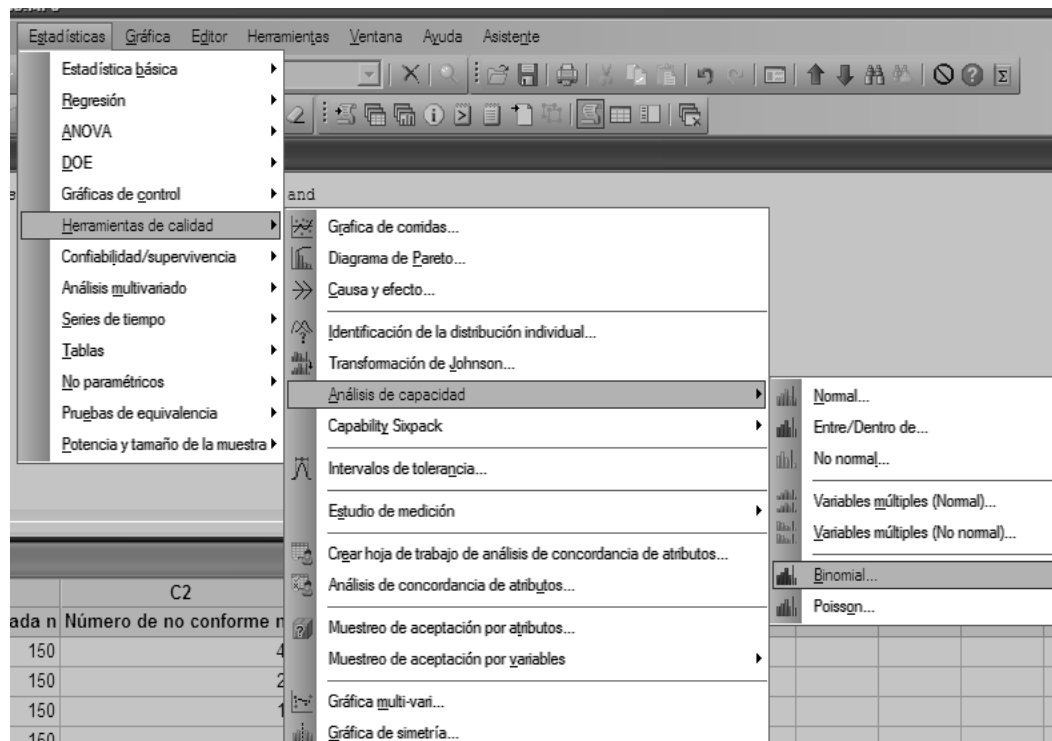 Estadísticas Gráfica Editor Herramientas Ventana Ayuda Asistente
Estadística básica
Regresión
ANOVA
DOE
Gráficas de control
and
Herramientas de calidad
Confiabilidad/supervivencia
Análisis multivariado
Series de tiempo
Tablas
No paramétricos
Pruebas de equivalencia
Potencia y tamaño de la muestra
Grafica de corridas...
Diagrama de Pareto...
Causa y efecto...
Identificación de la distribución individual...
Transformación de Johnson...
Análisis de capacidad
Capability Sixpack
Intervalos de tolerancia...
Estudio de medición
Crear hoja de trabajo de análisis de concordancia de atributos...
Análisis de concordancia de atributos...
Muestreo de aceptación por atributos...
Muestreo de aceptación por variables
Gráfica multi-vari...
Gráfica de simetría...
Normal...
Entre/Dentro de...
No normal...
Variables múltiples (Normal)...
Variables múltiples (No normal)...
Binomial...
Poisson...
C2
ada n Número de no conforme n
150 4
150 2
150 1
150